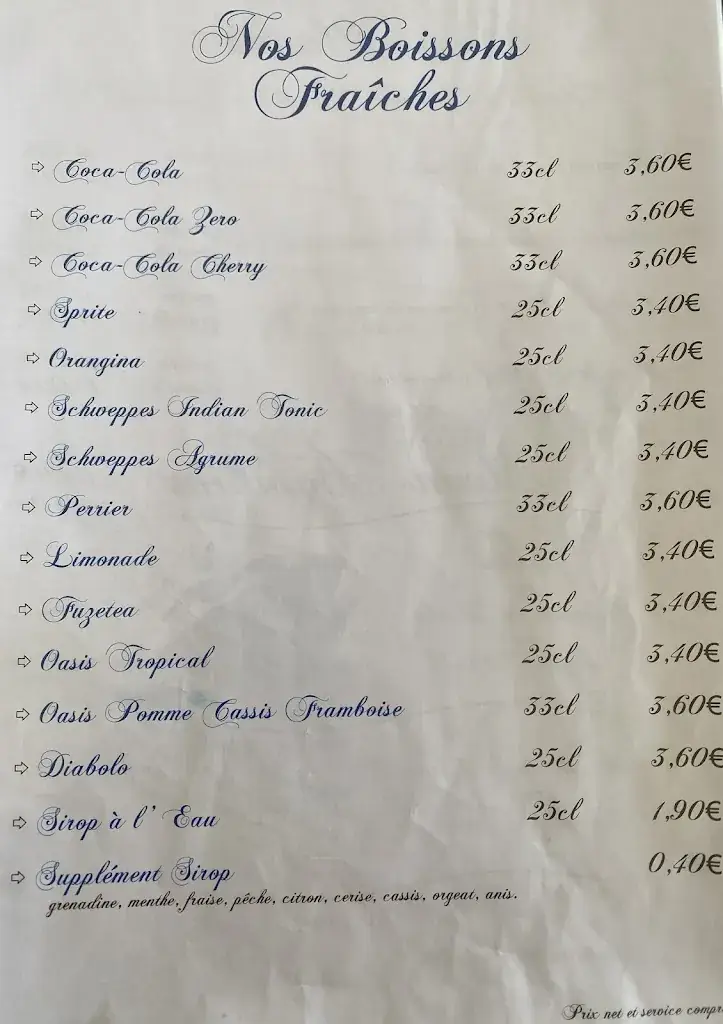 Nos Boissons
Fraîches
⇨ Coca-Cola 33cl 3,60€
⇨ Coca-Cola Zero 33cl 3,60€
⇨ Coca-Cola Cherry 33cl 3,60€
⇨ Sprite 25cl 3,40€
⇨ Orangina 25cl 3,40€
⇨ Schweppes Indian Tonic 25cl 3,40€
⇨ Schweppes Agrume 25cl 3,40€
⇨ Perrier 33cl 3,60€
⇨ Limonade 25cl 3,40€
⇨ Fuzetea 25cl 3,40€
⇨ Oasis Tropical 25cl 3,40€
⇨ Oasis Pomme Cassis Framboise 33cl 3,60€
⇨ Diabolo 25cl 3,60€
⇨ Sirop à l' Eau 25cl 1,90€
⇨ Supplément Sirop 0,40€
grenadine, menthe, fraise, pêche, citron, cerise, cassis, orgeat, anis.
Prix net et service compr